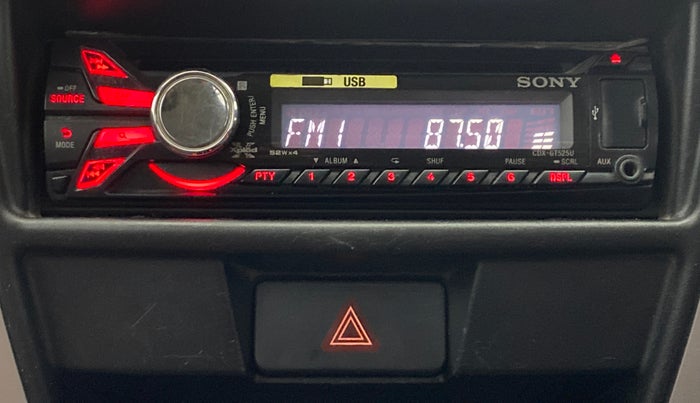 USB
SONY
OFF
SOURCE
PUSH ENTER/
MENU
FM1 87.50
MODE
52W×4
CDX-GT525U
ALBUM
SHUF
PAUSE
SCRL
AUX
PTY 1 2 3 4 5 6 DSPL